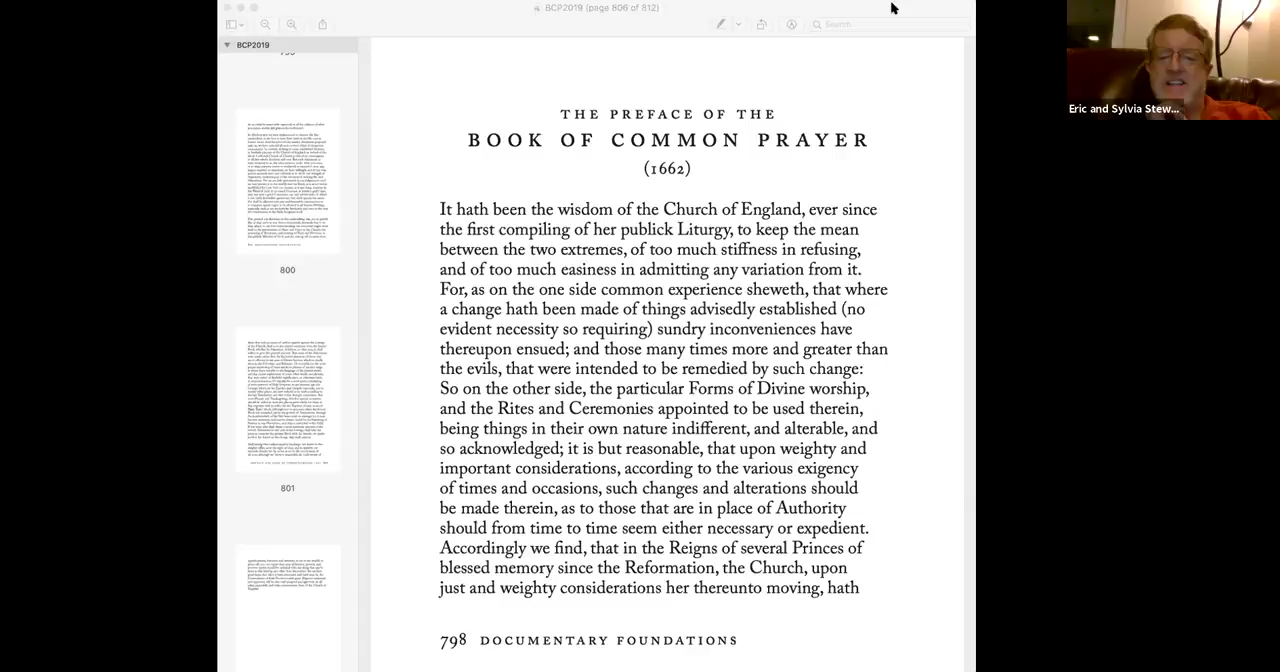 BCP2019 (page 806 of 812)
Search
BCP2019
800
801
THE PREFACE OF THE
BOOK OF COMMON PRAYER
(1662)
It hath been the wisdom of the Church of England, ever since
the first compiling of her publick Liturgy, to keep the mean
between the two extremes, of too much stiffness in refusing,
and of too much easiness in admitting any variation from it.
For, as on the one side common experience sheweth, that where
a change hath been made of things advisedly established (no
evident necessity so requiring) sundry inconveniences have
thereupon ensued; and those many times more and greater than
the evils, that were intended to be remedied by such change:
So on the other side, the particular Forms of Divine worship,
and the Rites and Ceremonies appointed to be used therein,
being things in their own nature indifferent, and alterable, and
so acknowledged; it is but reasonable, that upon weighty and
important considerations, according to the various exigency
of times and occasions, such changes and alterations should
be made therein, as to those that are in place of Authority
should from time to time seem either necessary or expedient.
Accordingly we find, that in the Reigns of several Princes of
blessed memory since the Reformation, the Church, upon
just and weighty considerations her thereunto moving, hath
798 DOCUMENTARY FOUNDATIONS
Eric and Sylvia Stew...